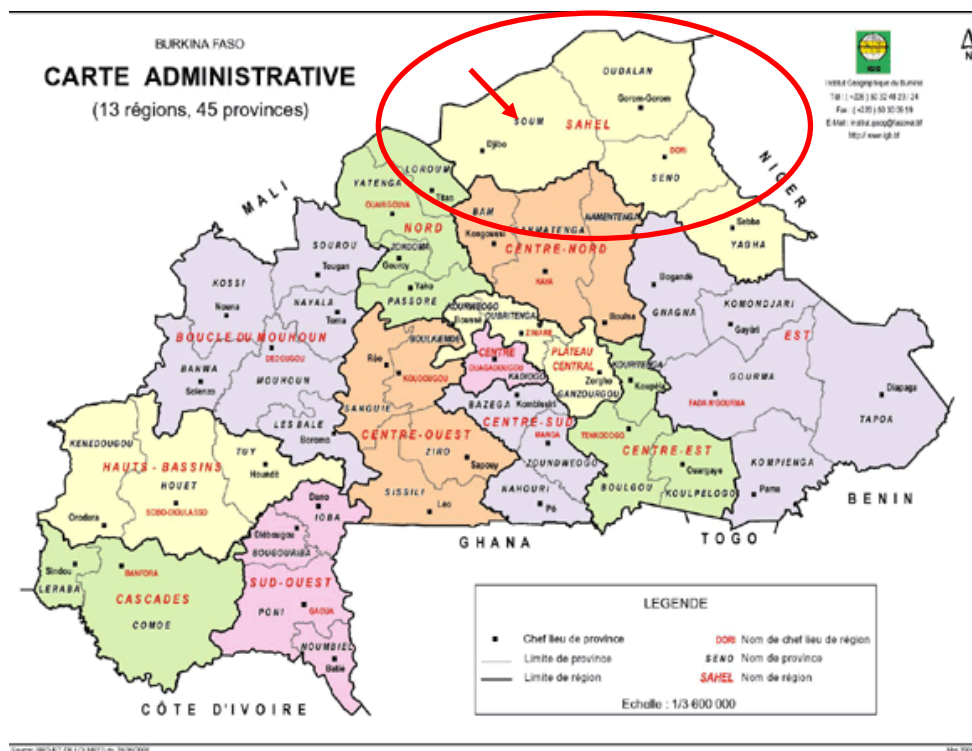 BURKINA FASO
CARTE ADMINISTRATIVE
(13 régions, 45 provinces)
N
Institut Géographique du Burkina
OUDALAN
Gorom-Gorom
SOUM
SAHEL
Djibo
DORI
SENO
NIGER
Sebba
YAGHA
MALI
LOROUM
YATENGA
Titao
OUAHIGOUYA
NORD
ZONDOMA
Gourcy
Yako
PASSORE
BAM
Kongoussi
NAMENTENGA
CENTRE-NORD
KAYA
Boulsa
SOUROU
Tougan
KOSSI
Nouna
NAYALA
Toma
BOUCLE DU MOUHOUN
DEDOUGOU
BANWA
Solenzo
MOUHOUN
LES BALE
Boromo
KOURWEOGO
Boussé
OUBRITENGA
ZINIARE
BOULKIEMDE
CENTRE
OUAGADOUGOU
KADIOGO
PLATEAU
CENTRAL
Zorgho
GANZOURGOU
Réo
KOUDOUGOU
SANGUIE
CENTRE-OUEST
ZIRO
Sapouy
SISSILI
Léo
BAZEGA
Kombissiri
CENTRE-SUD
MANGA
ZOUNDWEOGO
NAHOURI
Pô
Bogandé
GNAGNA
KOMONDJARI
Gayéri
EST
GOURMA
FADA N'GOURMA
Diapaga
TAPOA
KOMPIENGA
Pama
KOURITENGA
Koupéla
TENKODOGO
CENTRE-EST
Ouargaye
BOULGOU
KOULPELOGO
KENEDOUGOU
TUY
HAUTS - BASSINS
Houndé
HOUET
BOBO-DIOULASSO
Orodara
Sindou
LERABA
BANFORA
CASCADES
COMOE
Dano
IOBA
Diébougou
BOUGOURIBA
SUD-OUEST
PONI
GAOUA
NOUMBIEL
Batié
BENIN
TOGO
GHANA
CÔTE D'IVOIRE
LEGENDE
Chef lieu de province
Limite de province
Limite de région
DORI Nom de chef lieu de région
SENO Nom de province
SAHEL Nom de région
Echelle : 1/3 600 000